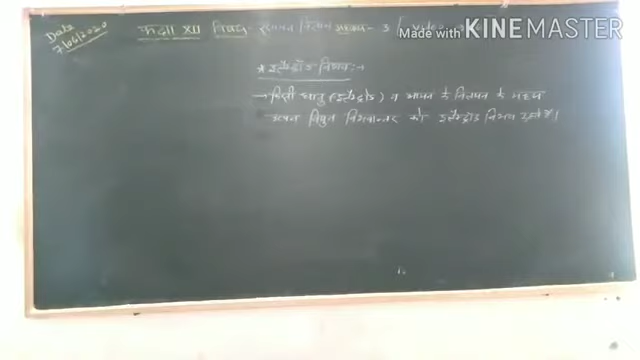 Made with KINEMASTER
Date
7/06/2020
कक्षा XII विषय- रसायन विज्ञान अध्याय- 3
* इलैक्ट्रोड विभव :-
→ किसी धातु (इलैक्ट्रोड) व आयन के विलयन के मध्य
उत्पन्न विद्युत विभवान्तर को इलैक्ट्रोड विभव कहते हैं।